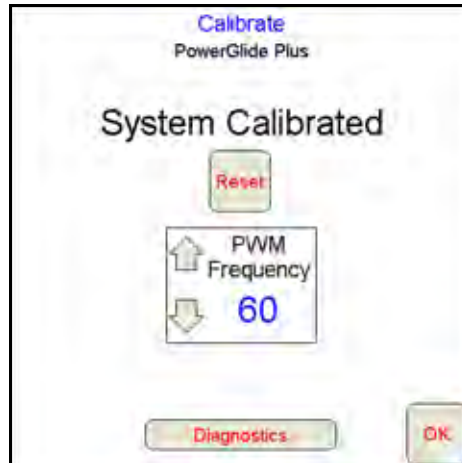 Calibrate
PowerGlide Plus
System Calibrated
Reset
PWM
Frequency
60
Diagnostics
OK